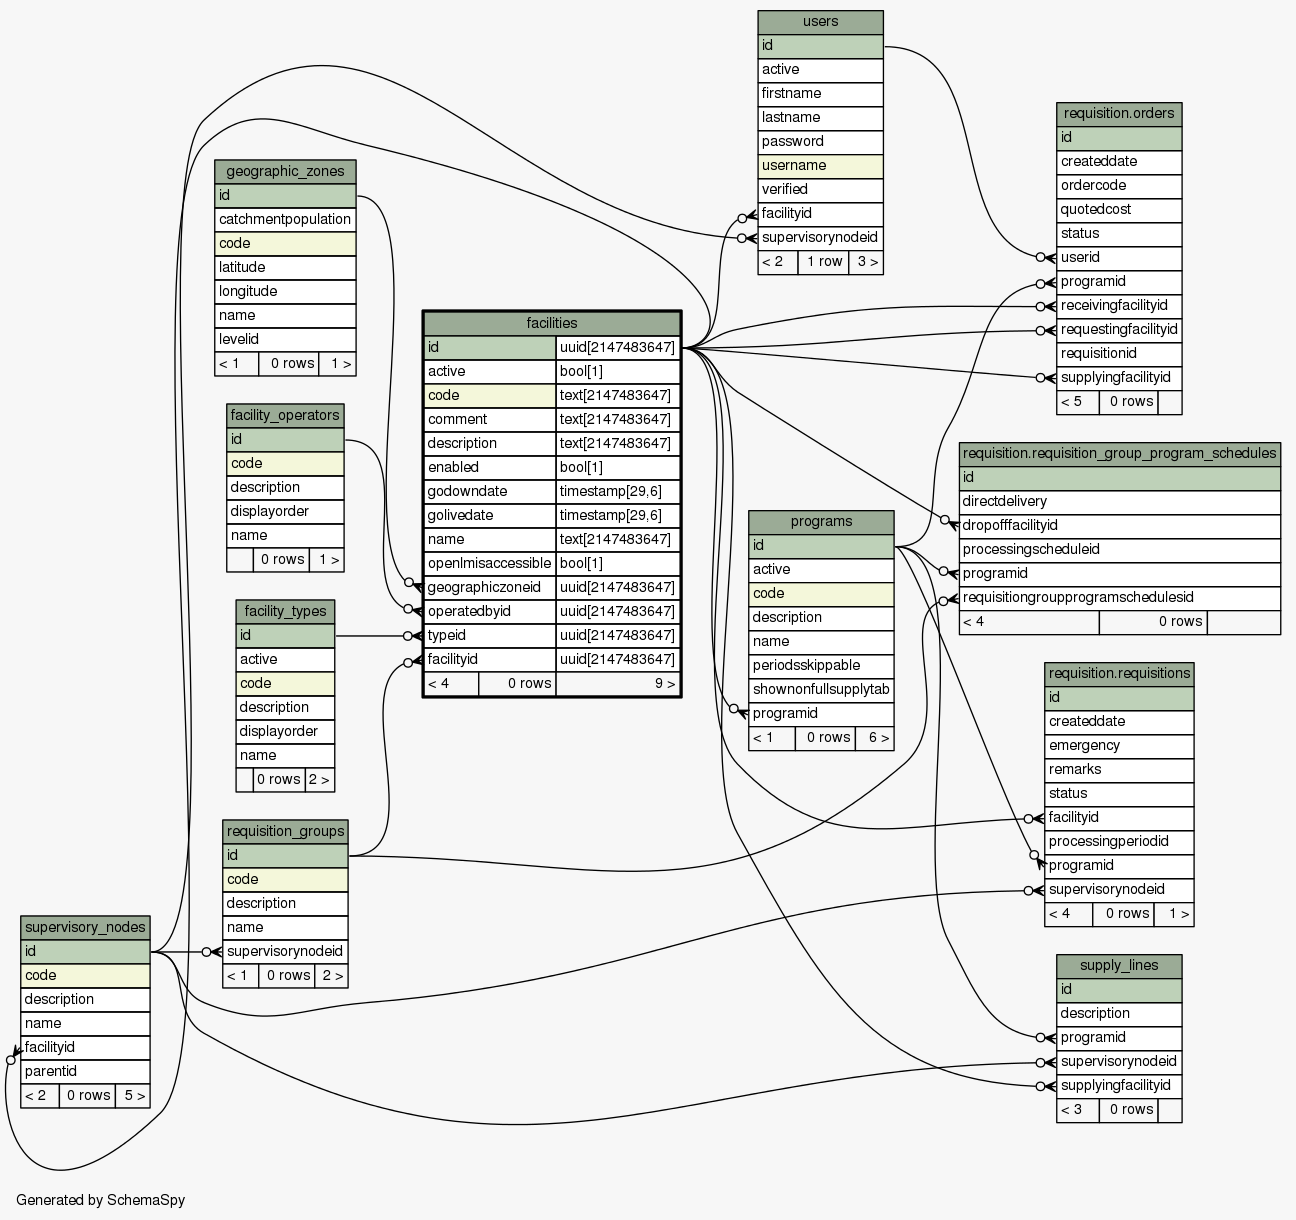 users
id
active
firstname
lastname
password
username
verified
facilityid
supervisorynodeid
< 2 1 row 3 >
requisition.orders
id
createddate
ordercode
quotedcost
status
userid
programid
receivingfacilityid
requestingfacilityid
requisitionid
supplyingfacilityid
< 5 0 rows
geographic_zones
id
catchmentpopulation
code
latitude
longitude
name
levelid
< 1 0 rows 1 >
facilities
id uuid[2147483647]
active bool[1]
code text[2147483647]
comment text[2147483647]
description text[2147483647]
enabled bool[1]
godowndate timestamp[29,6]
golivedate timestamp[29,6]
name text[2147483647]
openlmisaccessible bool[1]
geographiczoneid uuid[2147483647]
operatedbyid uuid[2147483647]
typeid uuid[2147483647]
facilityid uuid[2147483647]
< 4 0 rows 9 >
facility_operators
id
code
description
displayorder
name
0 rows 1 >
requisition.requisition_group_program_schedules
id
directdelivery
dropofffacilityid
processingscheduleid
programid
requisitiongroupprogramschedulesid
< 4 0 rows
programs
id
active
code
description
name
periodsskippable
shownonfullsupplytab
programid
< 1 0 rows 6 >
facility_types
id
active
code
description
displayorder
name
0 rows 2 >
requisition.requisitions
id
createddate
emergency
remarks
status
facilityid
processingperiodid
programid
supervisorynodeid
< 4 0 rows 1 >
requisition_groups
id
code
description
name
supervisorynodeid
< 1 0 rows 2 >
supervisory_nodes
id
code
description
name
facilityid
parentid
< 2 0 rows 5 >
supply_lines
id
description
programid
supervisorynodeid
supplyingfacilityid
< 3 0 rows
Generated by SchemaSpy